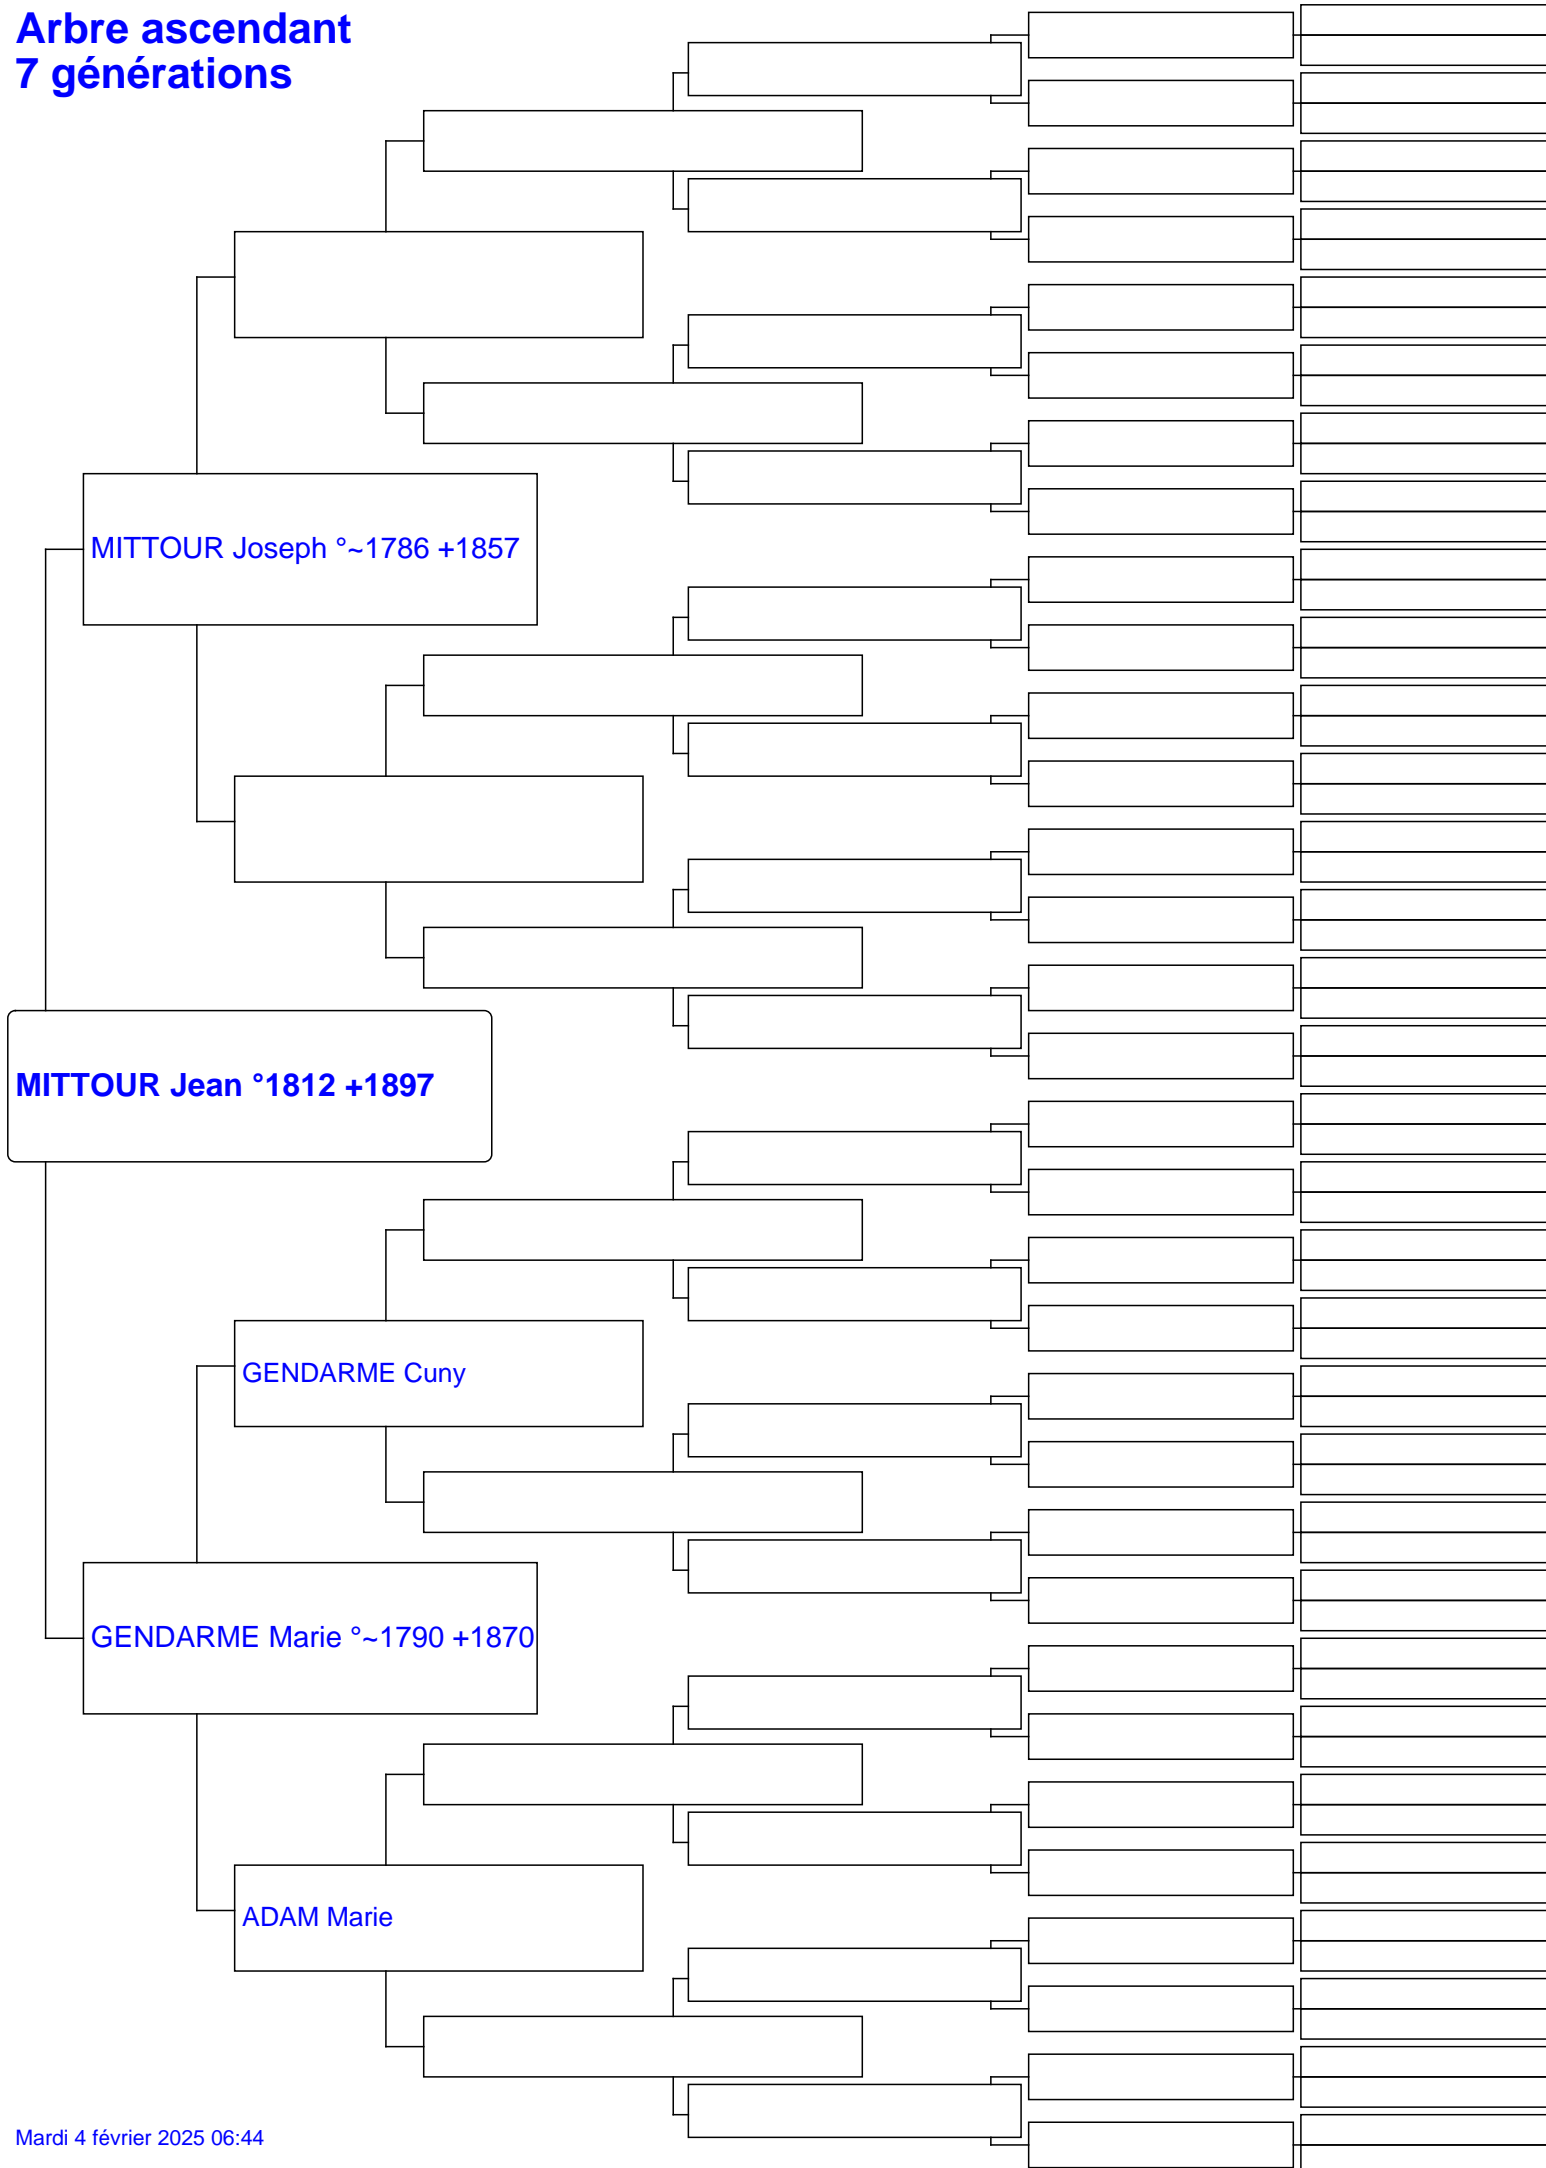 Arbre ascendant
7 générations
MITTOUR Joseph °~1786 +1857
MITTOUR Jean °1812 +1897
GENDARME Cuny
GENDARME Marie °~1790 +1870
ADAM Marie
Mardi 4 février 2025 06:44